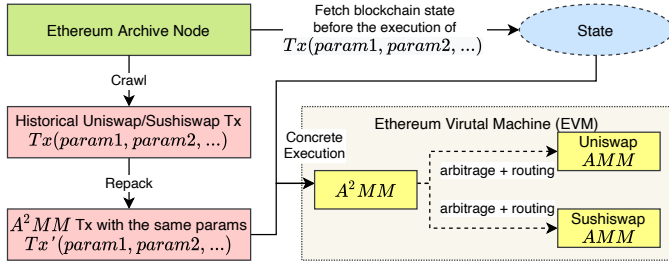 Ethereum Archive Node
Fetch blockchain state
before the execution of
Tx(param1, param2, ...)
State
Crawl
Historical Uniswap/Sushiswap Tx
Tx(param1, param2, ...)
Repack
A²MM Tx with the same params
Tx'(param1, param2, ...)
Concrete
Execution
Ethereum Virutal Machine (EVM)
A²MM
arbitrage + routing
arbitrage + routing
Uniswap
AMM
Sushiswap
AMM